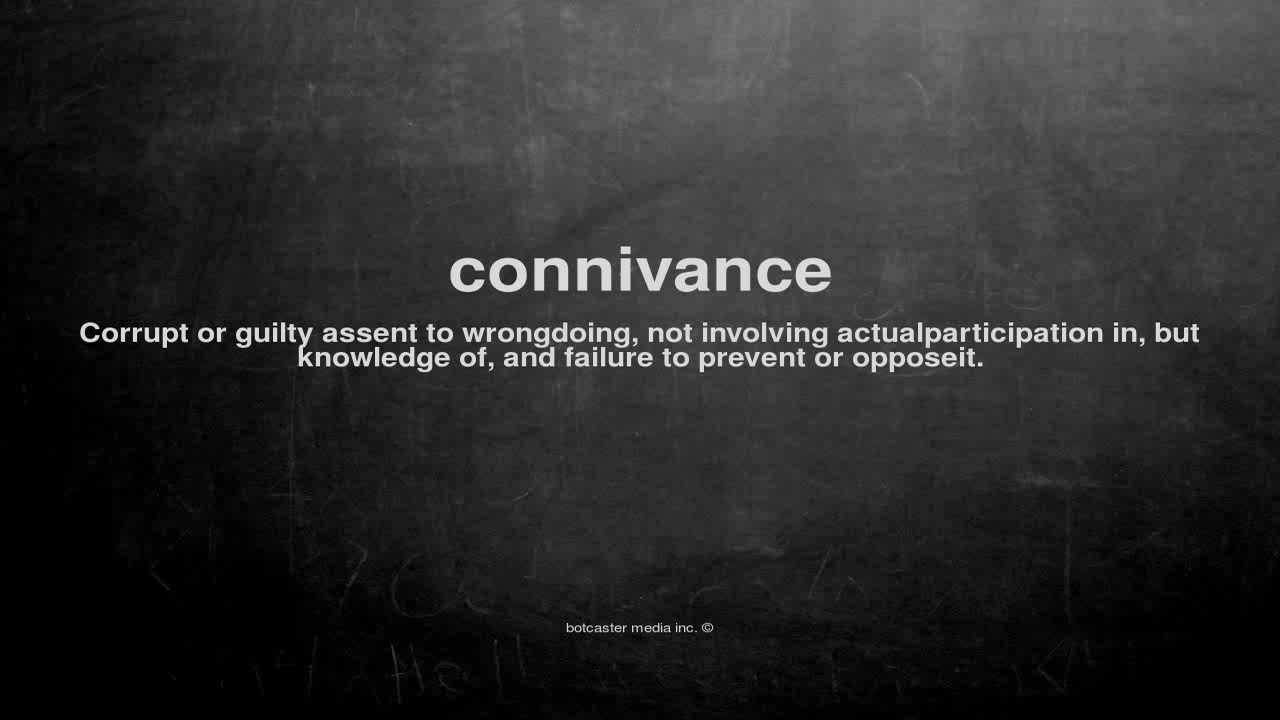 connivance
Corrupt or guilty assent to wrongdoing, not involving actualparticipation in, but
knowledge of, and failure to prevent or opposeit.
botcaster media inc. ©